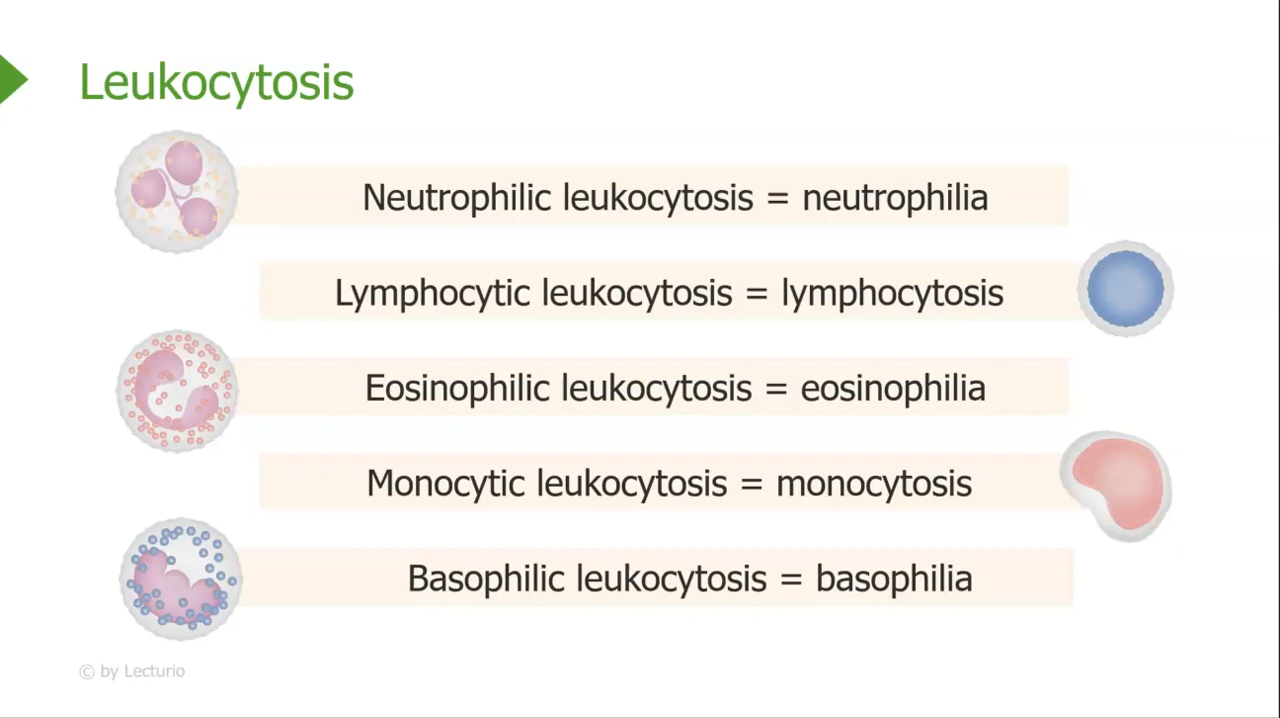 Leukocytosis
Neutrophilic leukocytosis = neutrophilia
Lymphocytic leukocytosis = lymphocytosis
Eosinophilic leukocytosis = eosinophilia
Monocytic leukocytosis = monocytosis
Basophilic leukocytosis = basophilia
© by Lecturio